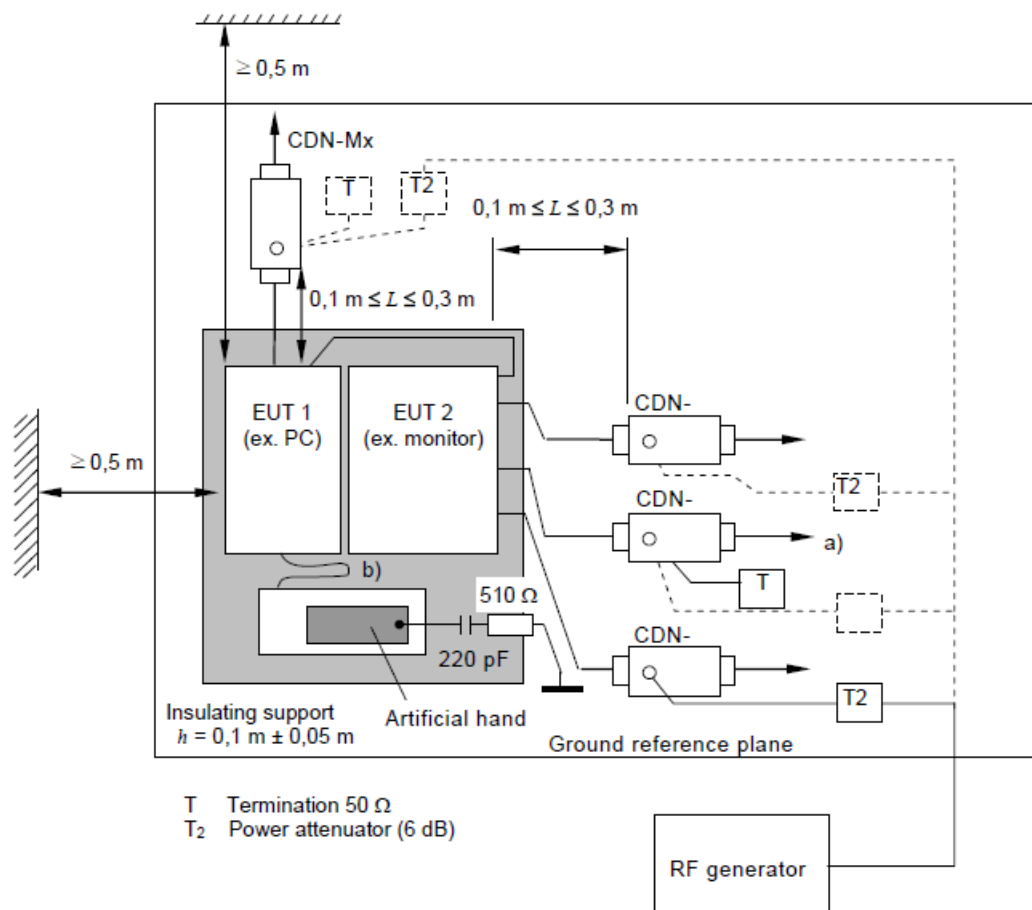 ≥ 0,5 m
CDN-Mx
T
T2
0,1 m ≤ L ≤ 0,3 m
0,1 m ≤ L ≤ 0,3 m
EUT 1
(ex. PC)
EUT 2
(ex. monitor)
CDN-
≥ 0,5 m
T2
CDN-
a)
b)
T
510 Ω
CDN-
220 pF
T2
Insulating support
h = 0,1 m ± 0,05 m
Artificial hand
Ground reference plane
T Termination 50 Ω
T2 Power attenuator (6 dB)
RF generator